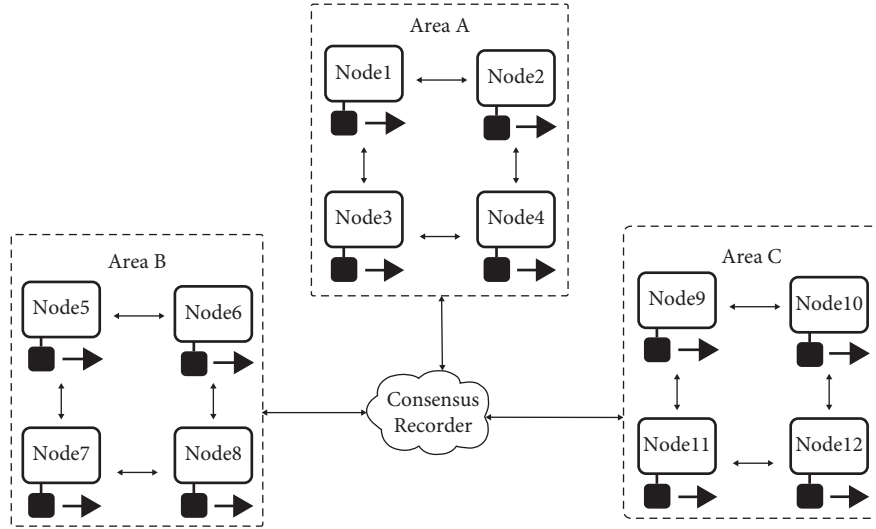 Area A
Node1
Node2
Node3
Node4
Area B
Node5
Node6
Node7
Node8
Consensus
Recorder
Area C
Node9
Node10
Node11
Node12